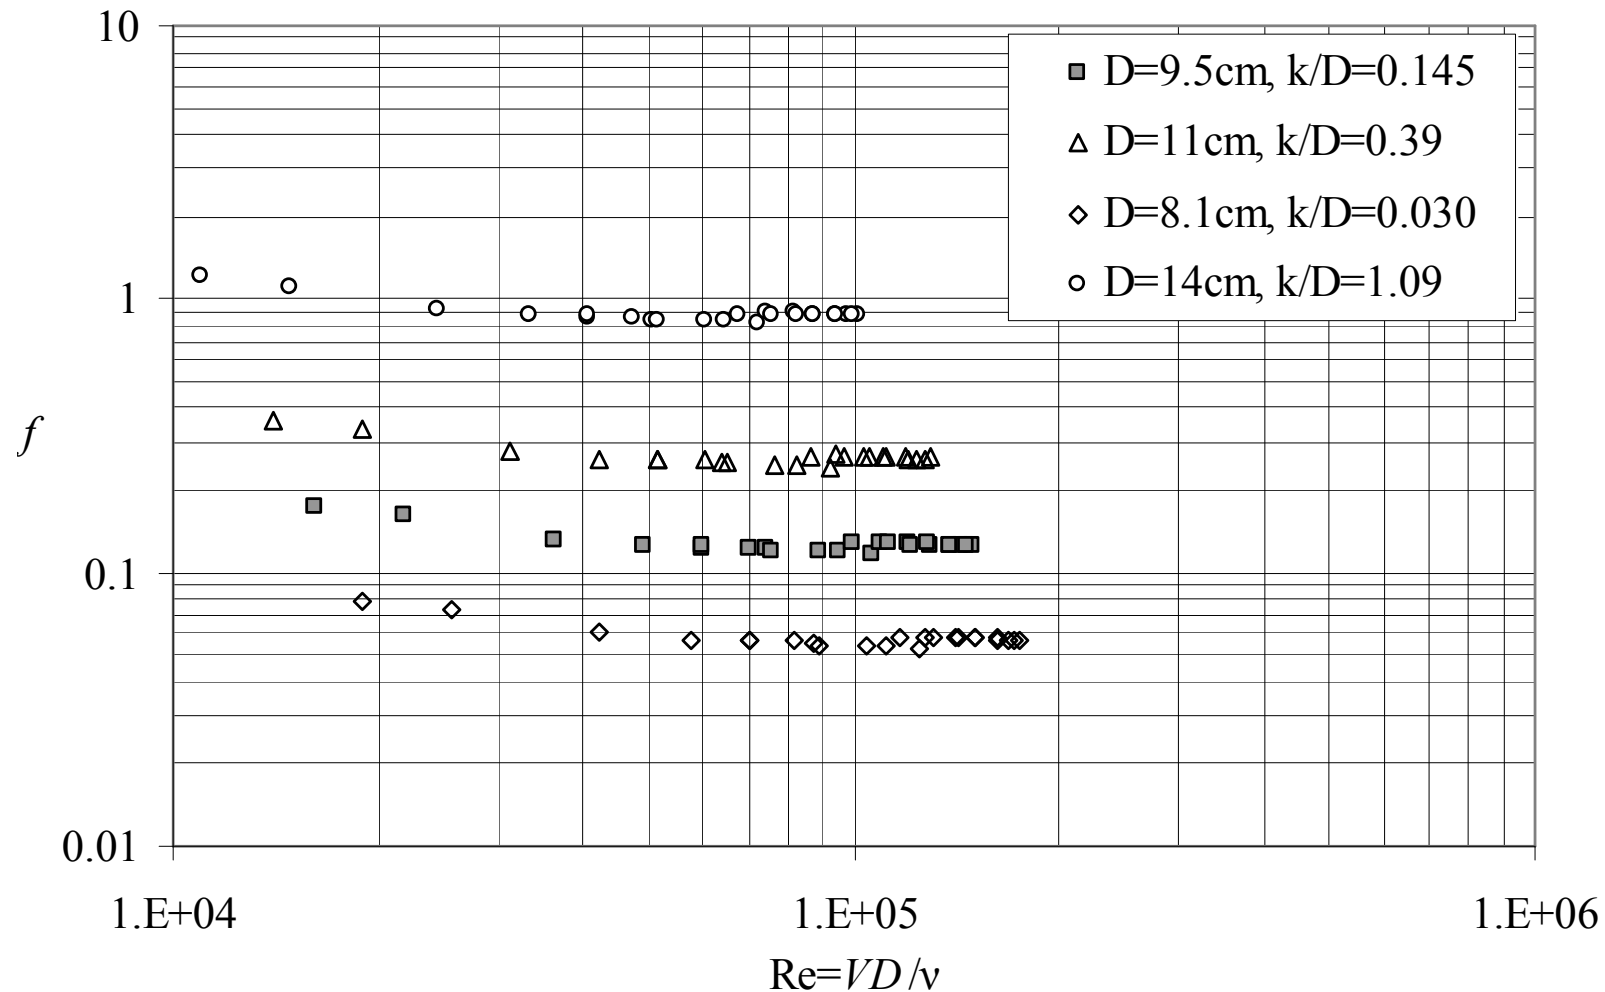 10
D=9.5cm, k/D=0.145
D=11cm, k/D=0.39
D=8.1cm, k/D=0.030
D=14cm, k/D=1.09
1
f
0.1
0.01
1.E+04
1.E+05
1.E+06
Re=VD/ν